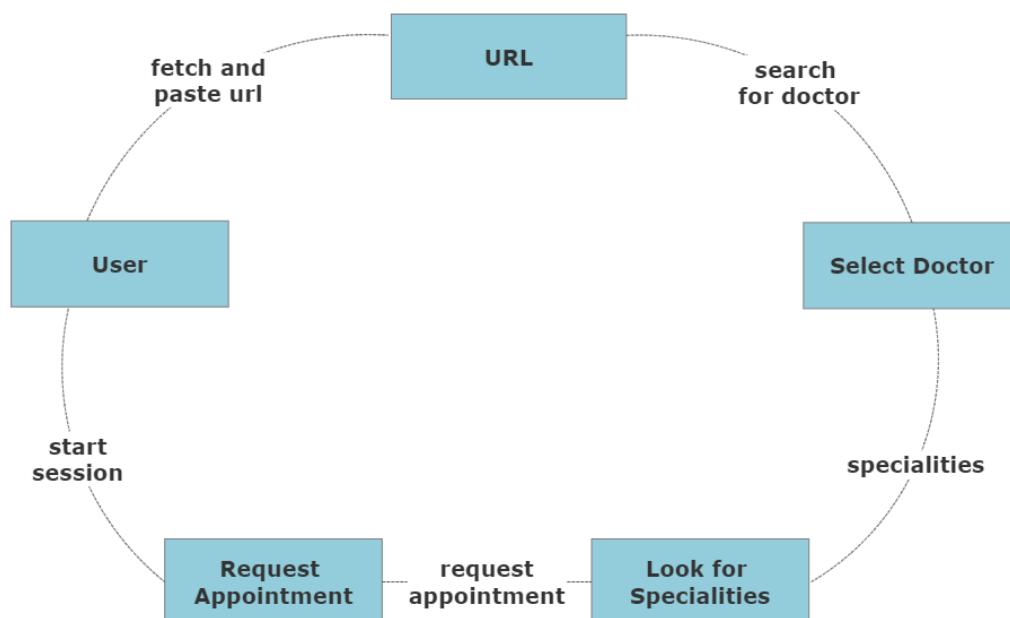 URL
fetch and
paste url
search
for doctor
User
Select Doctor
start
session
specialities
Request
Appointment
request
appointment
Look for
Specialities